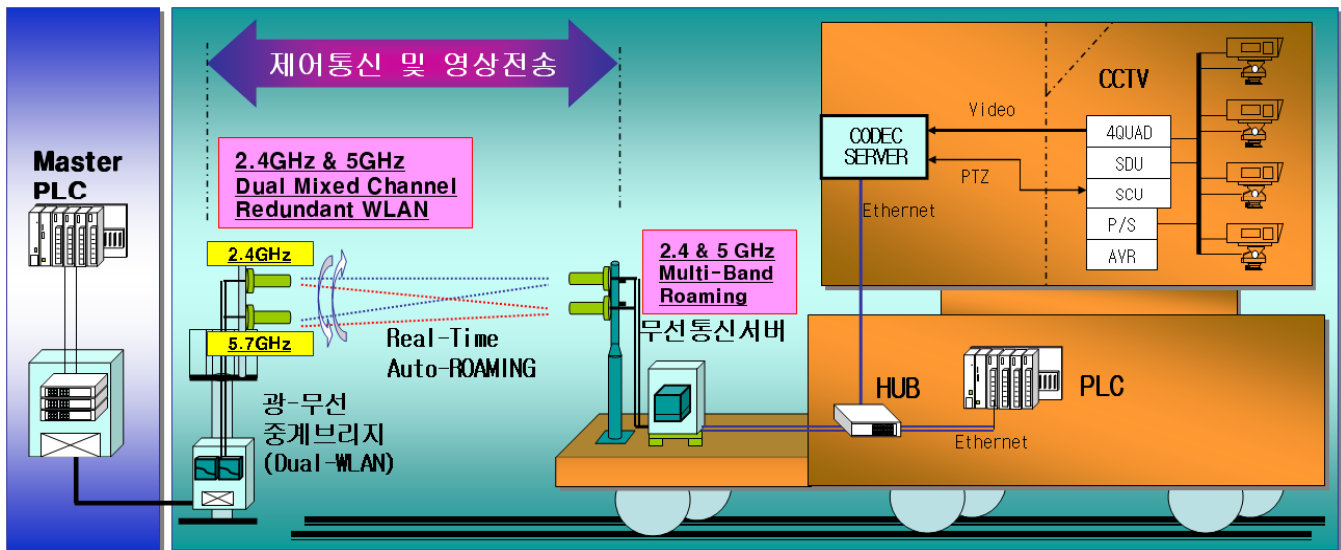 제어통신 및 영상전송
Master
PLC
2.4GHz & 5GHz
Dual Mixed Channel
Redundant WLAN
2.4GHz
5.7GHz
Real-Time
Auto-ROAMING
광-무선
중계브리지
(Dual-WLAN)
2.4 & 5 GHz
Multi-Band
Roaming
무선통신서버
CCTV
Video
CODEC
SERVER
PTZ
Ethernet
4QUAD
SDU
SCU
P/S
AVR
HUB
PLC
Ethernet